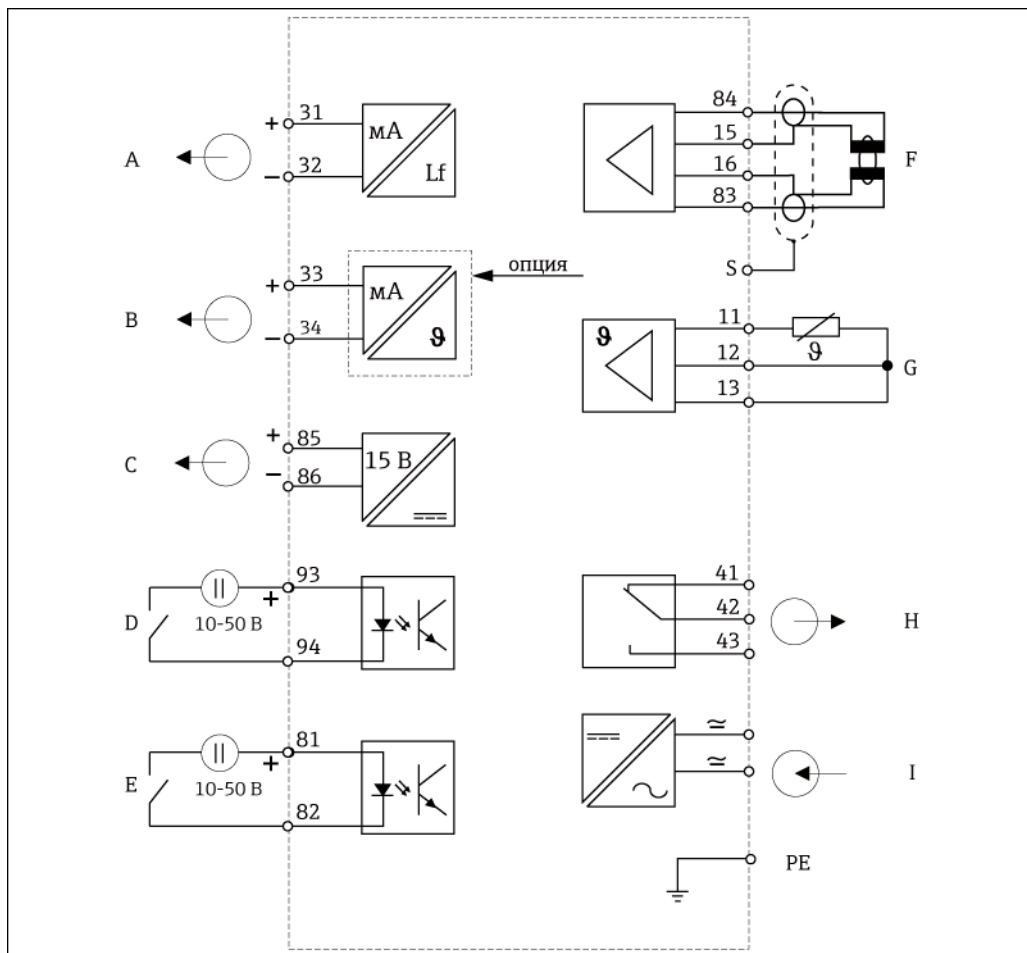 A
+ 31
мА
− 32
Lf
B
+ 33
мА
− 34
ϑ
опция
C
+ 85
15 В
− 86
D
10-50 В
93
+
94
E
10-50 В
81
+
82
84
15
16
83
F
S
ϑ
11
ϑ
12
13
G
41
42
43
H
≃
≃
I
PE